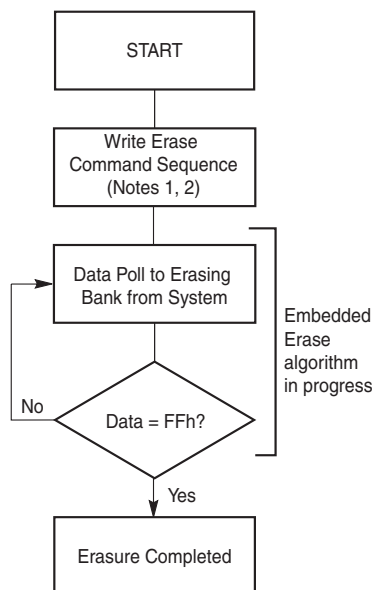 START
Write Erase
Command Sequence
(Notes 1, 2)
Data Poll to Erasing
Bank from System
Embedded
Erase
algorithm
in progress
No
Data = FFh?
Yes
Erasure Completed